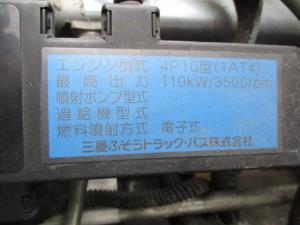 エンジン型式 4P10型(1AT4)
最高出力 110kW/3500rpm
噴射ポンプ型式
過給機型式
燃料噴射方式 電子式
三菱ふそうトラック・バス株式会社